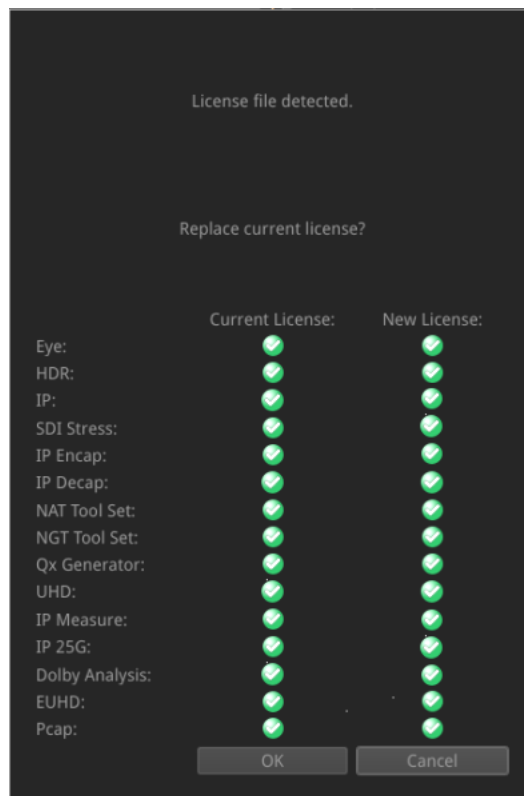 License file detected.
Replace current license?
Current License: New License:
Eye:
HDR:
IP:
SDI Stress:
IP Encap:
IP Decap:
NAT Tool Set:
NGT Tool Set:
Qx Generator:
UHD:
IP Measure:
IP 25G:
Dolby Analysis:
EUHD:
Pcap:
OK Cancel